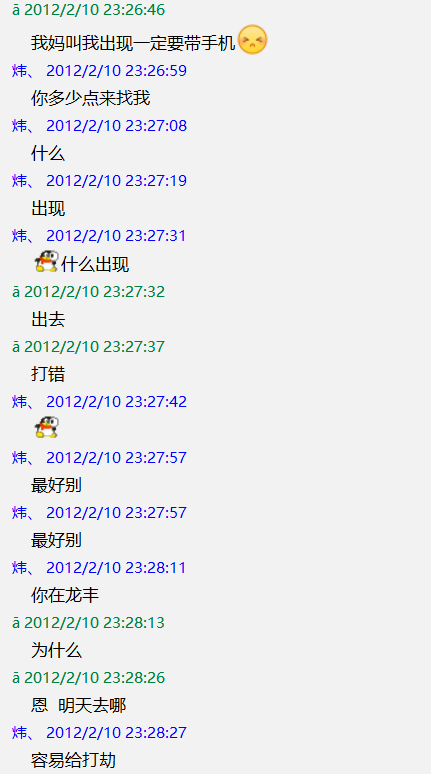 ā 2012/2/10 23:26:46
我妈叫我出现一定要带手机
炜、 2012/2/10 23:26:59
你多少点来找我
炜、 2012/2/10 23:27:08
什么
炜、 2012/2/10 23:27:19
出现
炜、 2012/2/10 23:27:31
什么出现
ā 2012/2/10 23:27:32
出去
ā 2012/2/10 23:27:37
打错
炜、 2012/2/10 23:27:42
炜、 2012/2/10 23:27:57
最好别
炜、 2012/2/10 23:27:57
最好别
炜、 2012/2/10 23:28:11
你在龙丰
ā 2012/2/10 23:28:13
为什么
ā 2012/2/10 23:28:26
恩  明天去哪
炜、 2012/2/10 23:28:27
容易给打劫